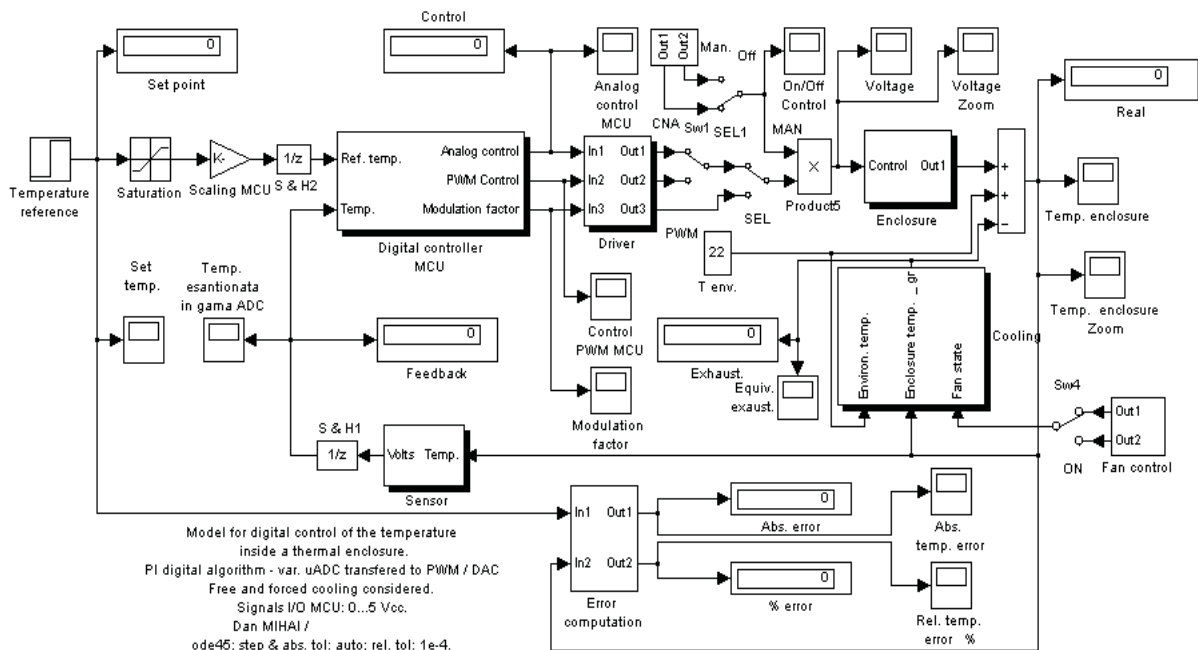 Control
0
Set point
0
Analog
control
MCU
Out1
Out2
Man.
Off
CNA
Sw1
SEL1
On/Off
Control
MAN
Voltage
Voltage
Zoom
0
Real
Temperature
reference
Saturation
K-
Scaling MCU
1/z
S & H2
Ref. temp.
Temp.
Analog control
PWM Control
Modulation factor
Digital controller
MCU
In1
In2
In3
Out1
Out2
Out3
Driver
SEL
PWM
×
Product5
Control
Out1
Enclosure
+
+
−
Temp. enclosure
22
T env.
Set
temp.
Temp.
esantionata
in gama ADC
0
Feedback
Control
PWM MCU
Modulation
factor
0
Exhaust.
Equiv.
exaust.
Environ. temp.
Enclosure temp. _ gr
Fan state
Cooling
Temp. enclosure
Zoom
Sw4
ON
Out1
Out2
Fan control
S & H1
1/z
Volts
Temp.
Sensor
In1
In2
Out1
Out2
Error
computation
0
Abs. error
0
% error
Abs.
temp. error
Rel. temp.
error %
Model for digital control of the temperature
inside a thermal enclosure.
PI digital algorithm - var. uADC transfered to PWM / DAC
Free and forced cooling considered.
Signals I/O MCU: 0...5 Vcc.
Dan MIHAI /
ode45; step & abs. tol: auto; rel. tol: 1e-4.